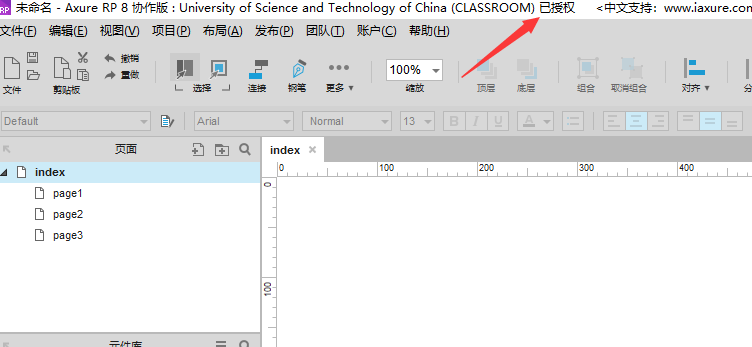 未命名 - Axure RP 8 协作版 : University of Science and Technology of China (CLASSROOM) 已授权 <中文支持: www.iaxure.com
文件(F) 编辑(E) 视图(V) 项目(P) 布局(A) 发布(P) 团队(T) 账户(C) 帮助(H)
文件 剪贴板 撤销 重做 选择 连接 钢笔 更多 100% 缩放 顶层 底层 组合 取消组合 对齐 分
Default Arial Normal 13 B I U A
页面 index
0 100 200 300 400
index
page1
page2
page3
0
100
元件库
RP